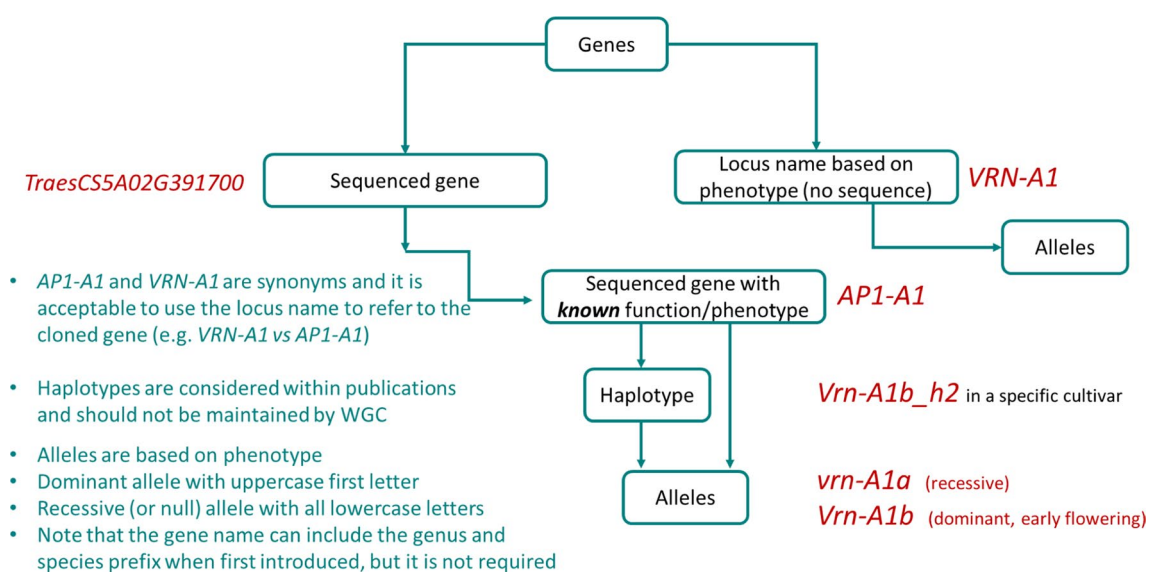 Genes
TraesCS5A02G391700
Sequenced gene
Locus name based on
phenotype (no sequence)
VRN-A1
Alleles
• AP1-A1 and VRN-A1 are synonyms and it is
acceptable to use the locus name to refer to the
cloned gene (e.g. VRN-A1 vs AP1-A1)
Sequenced gene with
known function/phenotype
AP1-A1
• Haplotypes are considered within publications
and should not be maintained by WGC
Haplotype
Vrn-A1b_h2 in a specific cultivar
• Alleles are based on phenotype
• Dominant allele with uppercase first letter
• Recessive (or null) allele with all lowercase letters
• Note that the gene name can include the genus and
species prefix when first introduced, but it is not required
Alleles
vrn-A1a (recessive)
Vrn-A1b (dominant, early flowering)